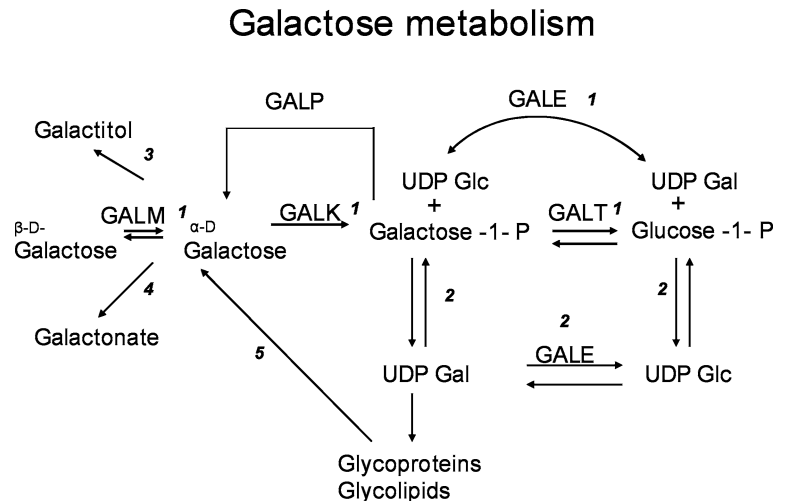 Galactose metabolism
GALP
GALE 1
Galactitol
3
UDP Glc
+
Galactose -1- P
UDP Gal
+
Glucose -1- P
β-D-
Galactose
GALM 1
α-D
Galactose
GALK 1
GALT 1
4
2
2
Galactonate
5
2
GALE
UDP Gal
UDP Glc
Glycoproteins
Glycolipids